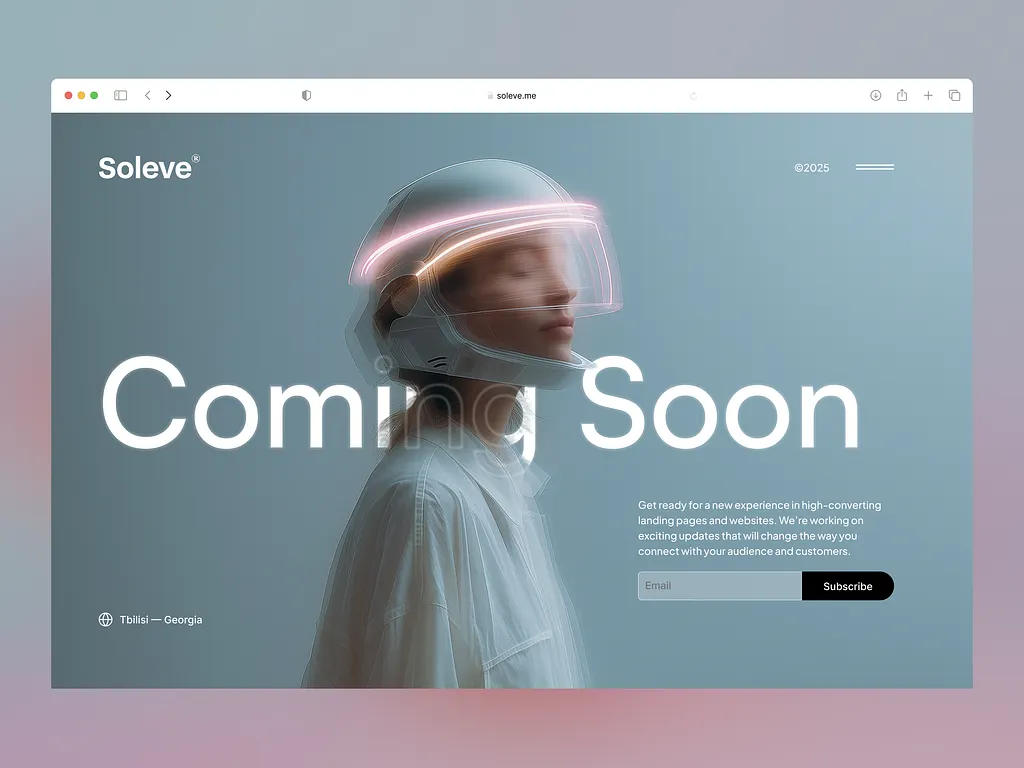 soleve.me
Soleve®
©2025
Coming Soon
Get ready for a new experience in high-converting
landing pages and websites. We're working on
exciting updates that will change the way you
connect with your audience and customers.
Email
Subscribe
Tbilisi — Georgia